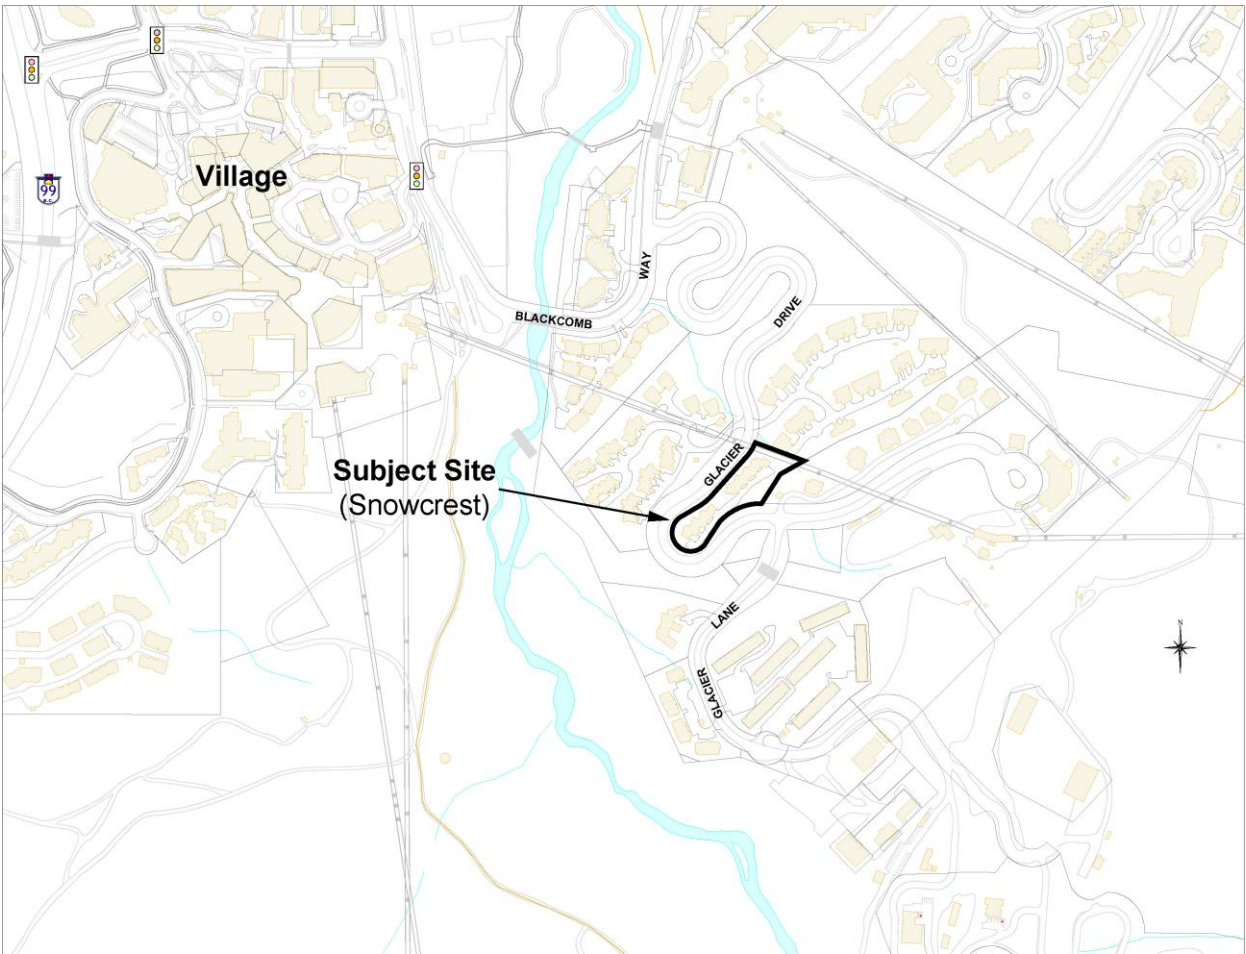 Village
99
B.C.
WAY
BLACKCOMB
DRIVE
GLACIER
Subject Site
(Snowcrest)
LANE
GLACIER
N